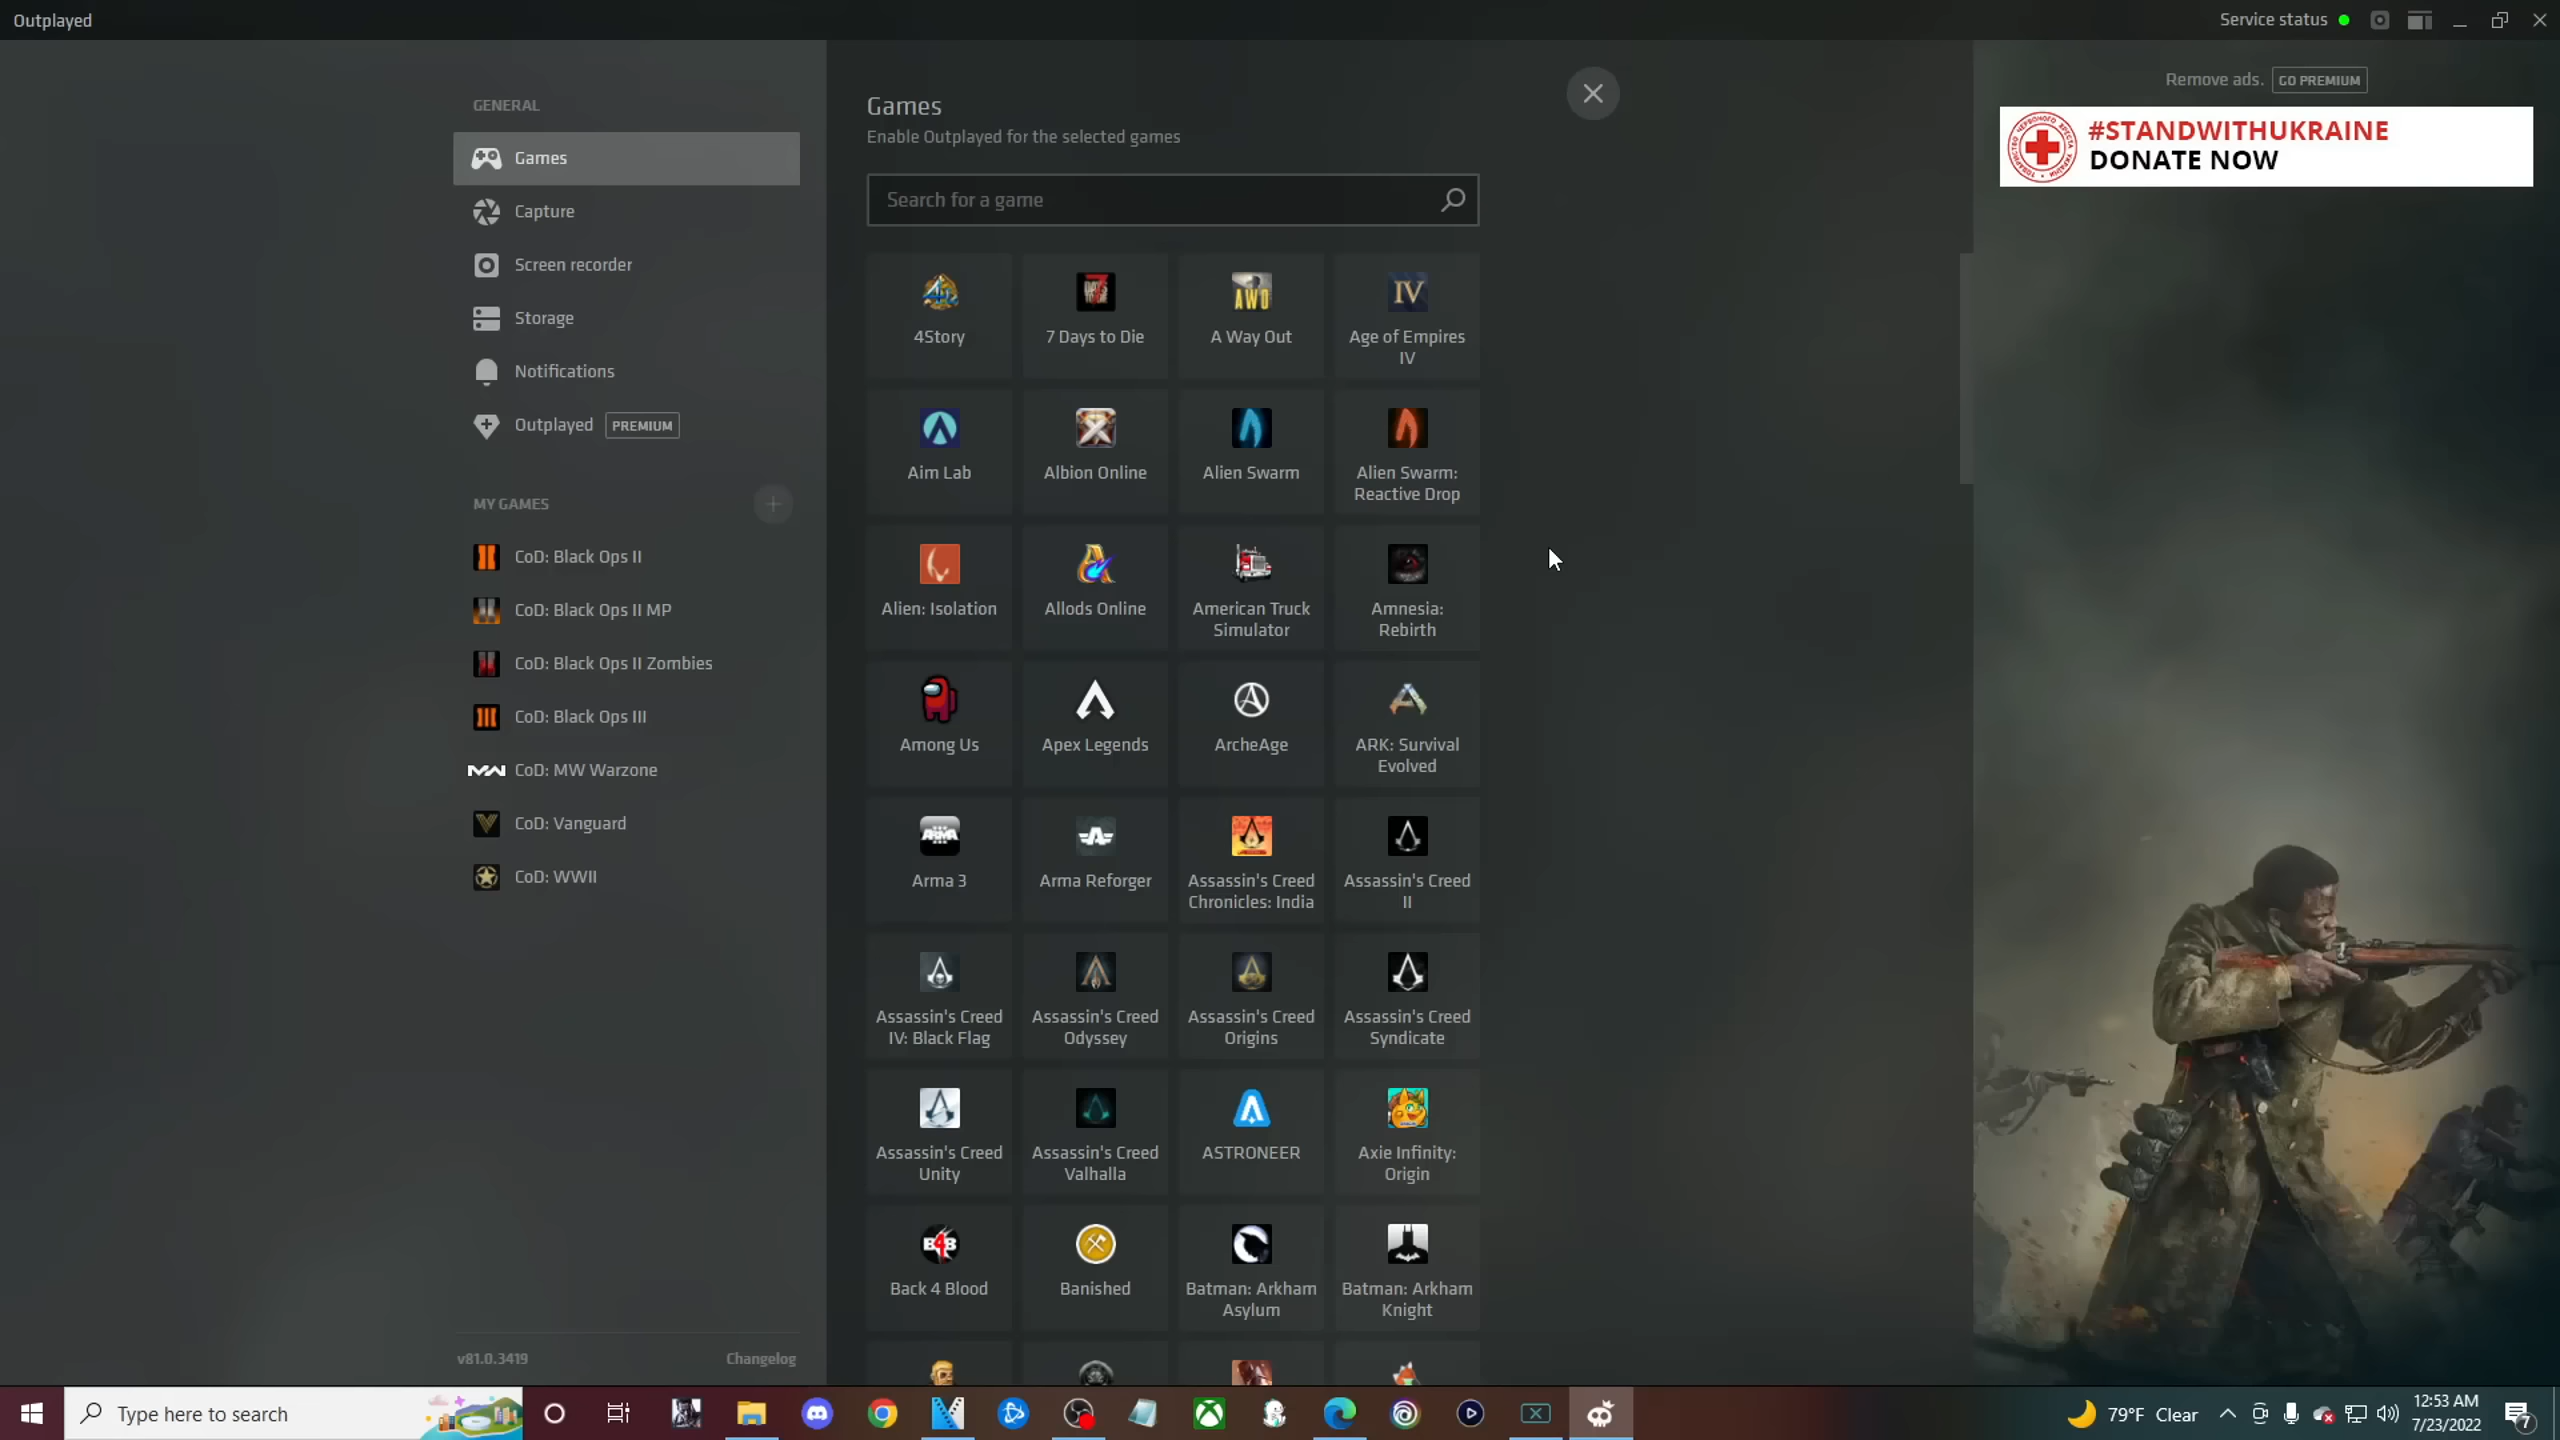 Outplayed
Service status
GENERAL
Games
Capture
Screen recorder
Storage
Notifications
Outplayed PREMIUM
MY GAMES
CoD: Black Ops II
CoD: Black Ops II MP
CoD: Black Ops II Zombies
CoD: Black Ops III
CoD: MW Warzone
CoD: Vanguard
CoD: WWII
v81.0.3419 Changelog
Games
Enable Outplayed for the selected games
Search for a game
4Story
7 Days to Die
AWO
A Way Out
IV
Age of Empires
IV
Aim Lab
Albion Online
Alien Swarm
Alien Swarm:
Reactive Drop
Alien: Isolation
Allods Online
American Truck
Simulator
Amnesia:
Rebirth
Among Us
Apex Legends
ArcheAge
ARK: Survival
Evolved
ARMA
Arma 3
Arma Reforger
Assassin's Creed
Chronicles: India
Assassin's Creed
II
Assassin's Creed
IV: Black Flag
Assassin's Creed
Odyssey
Assassin's Creed
Origins
Assassin's Creed
Syndicate
Assassin's Creed
Unity
Assassin's Creed
Valhalla
ASTRONEER
Axie Infinity:
Origin
B4B
Back 4 Blood
Banished
Batman: Arkham
Asylum
Batman: Arkham
Knight
Remove ads. GO PREMIUM
#STANDWITHUKRAINE
DONATE NOW
Type here to search
79°F Clear
12:53 AM
7/23/2022
7